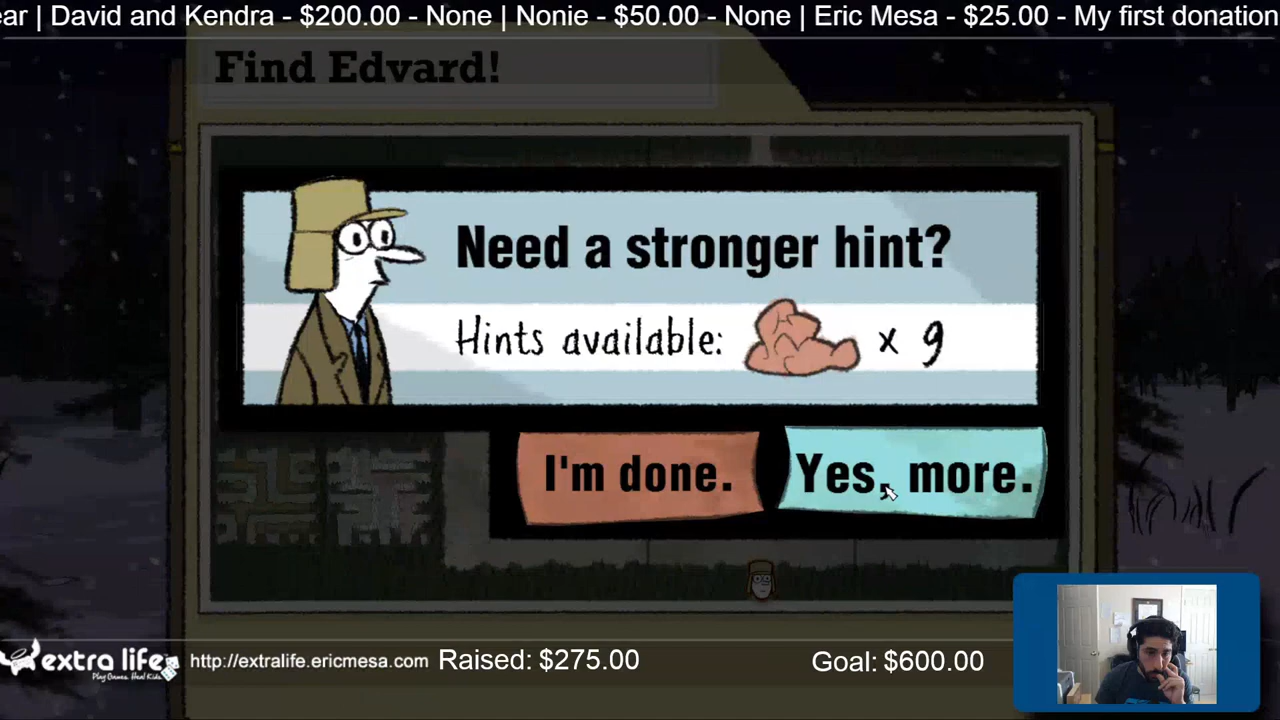 ear | David and Kendra - $200.00 - None | Nonie - $50.00 - None | Eric Mesa - $25.00 - My first donation
Find Edvard!
Need a stronger hint?
Hints available: x 9
I'm done. Yes, more.
extra life http://extralife.ericmesa.com Raised: $275.00 Goal: $600.00
Play Games. Heal Kids.